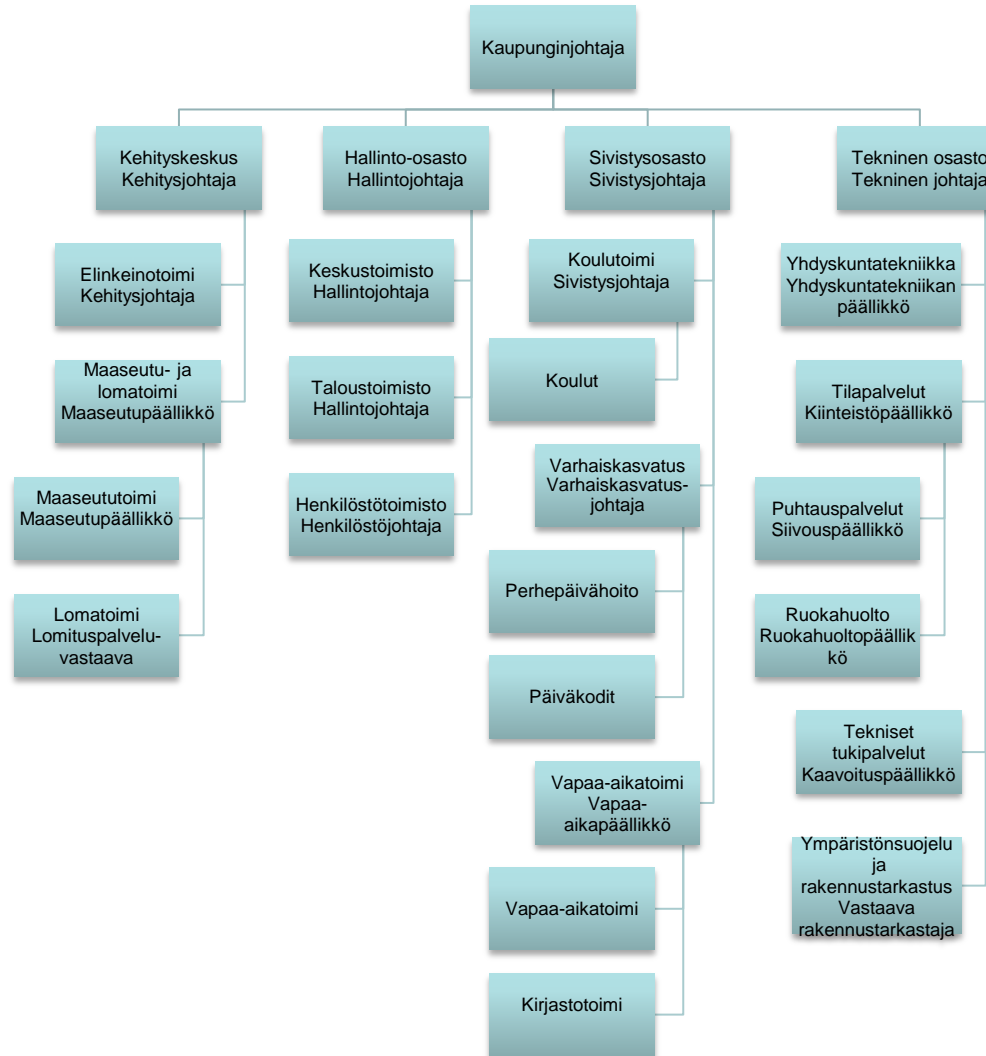 Kaupunginjohtaja
Kehityskeskus
Kehitysjohtaja
Elinkeinotoimi
Kehitysjohtaja
Maaseutu- ja
lomatoimi
Maaseutupäällikkö
Maaseututoimi
Maaseutupäällikkö
Lomatoimi
Lomituspalvelu-
vastaava
Hallinto-osasto
Hallintojohtaja
Keskustoimisto
Hallintojohtaja
Taloustoimisto
Hallintojohtaja
Henkilöstötoimisto
Henkilöstöjohtaja
Sivistysosasto
Sivistysjohtaja
Koulutoimi
Sivistysjohtaja
Koulut
Varhaiskasvatus
Varhaiskasvatus-
johtaja
Perhepäivähoito
Päiväkodit
Vapaa-aikatoimi
Vapaa-
aikapäällikkö
Vapaa-aikatoimi
Kirjastotoimi
Tekninen osasto
Tekninen johtaja
Yhdyskuntatekniikka
Yhdyskuntatekniikan
päällikkö
Tilapalvelut
Kiinteistöpäällikkö
Puhtauspalvelut
Siivouspäällikkö
Ruokahuolto
Ruokahuoltopäällik
kö
Tekniset
tukipalvelut
Kaavoituspäällikkö
Ympäristönsuojelu
ja
rakennustarkastus
Vastaava
rakennustarkastaja